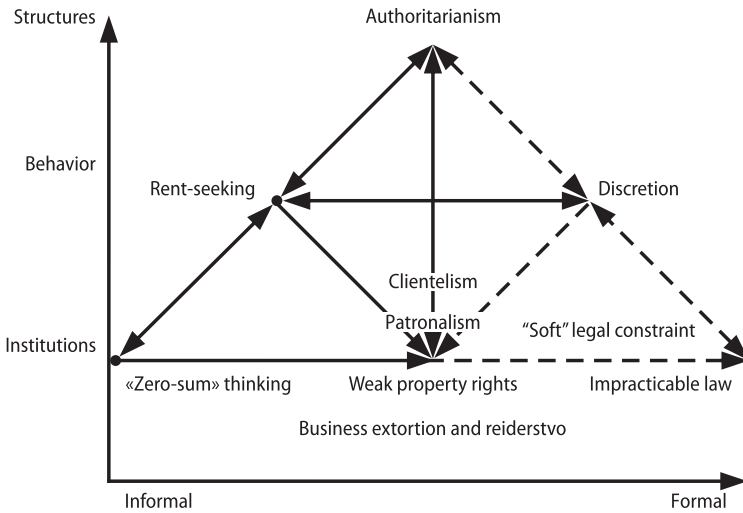 Structures
Authoritarianism
Behavior
Rent-seeking
Discretion
Clientelism
Patronalism
“Soft” legal constraint
Institutions
«Zero-sum» thinking
Weak property rights
Impracticable law
Business extortion and reiderstvo
Informal
Formal